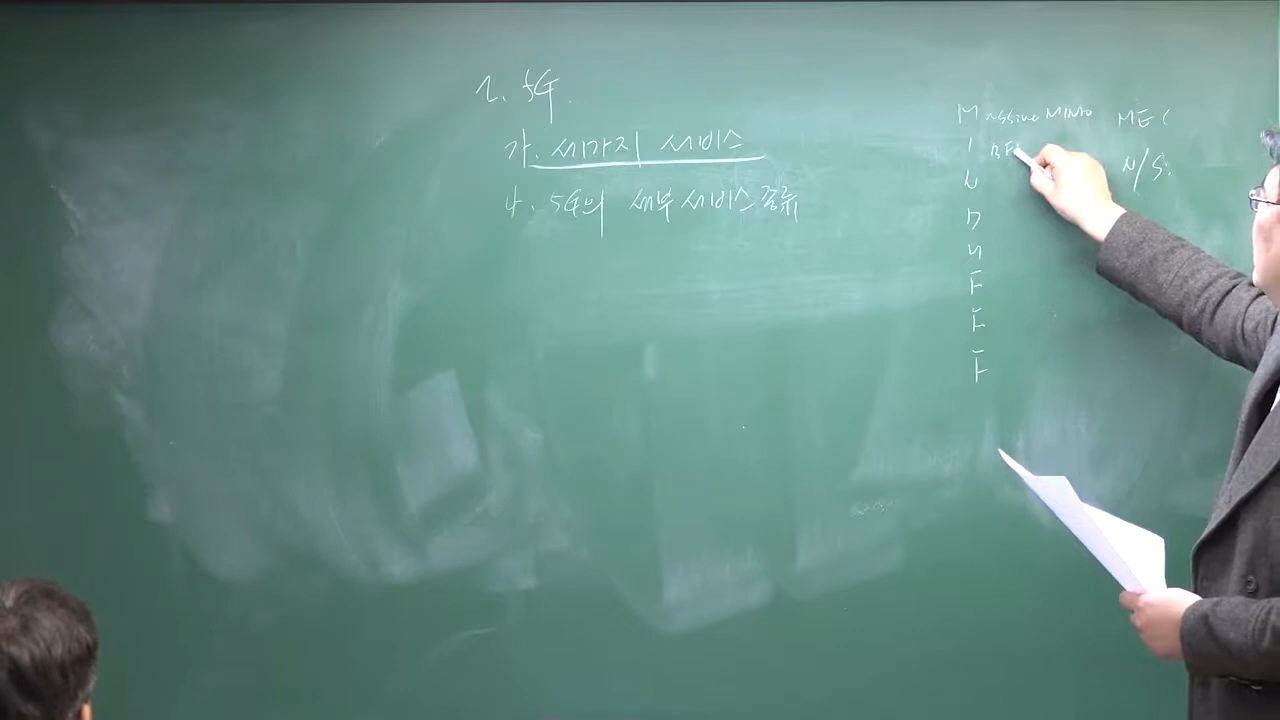 2. 5G.
가. 세가지 서비스
나. 5G의 세부 서비스 종류
Massive MIMO MEC
BF
N/S.
F
F
F